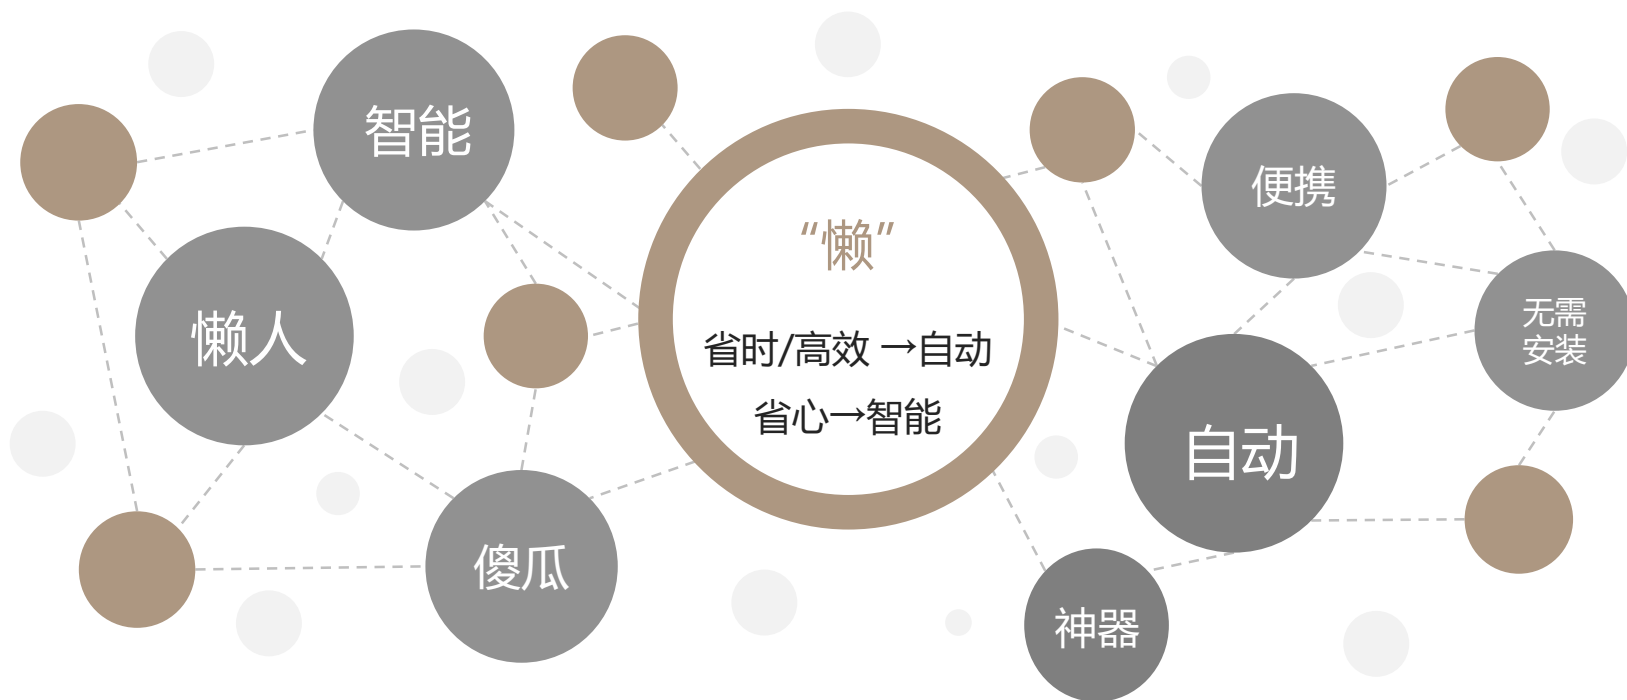 智能
懒人
傻瓜
“懒”
省时/高效→自动
省心→智能
便携
无需
安装
自动
神器